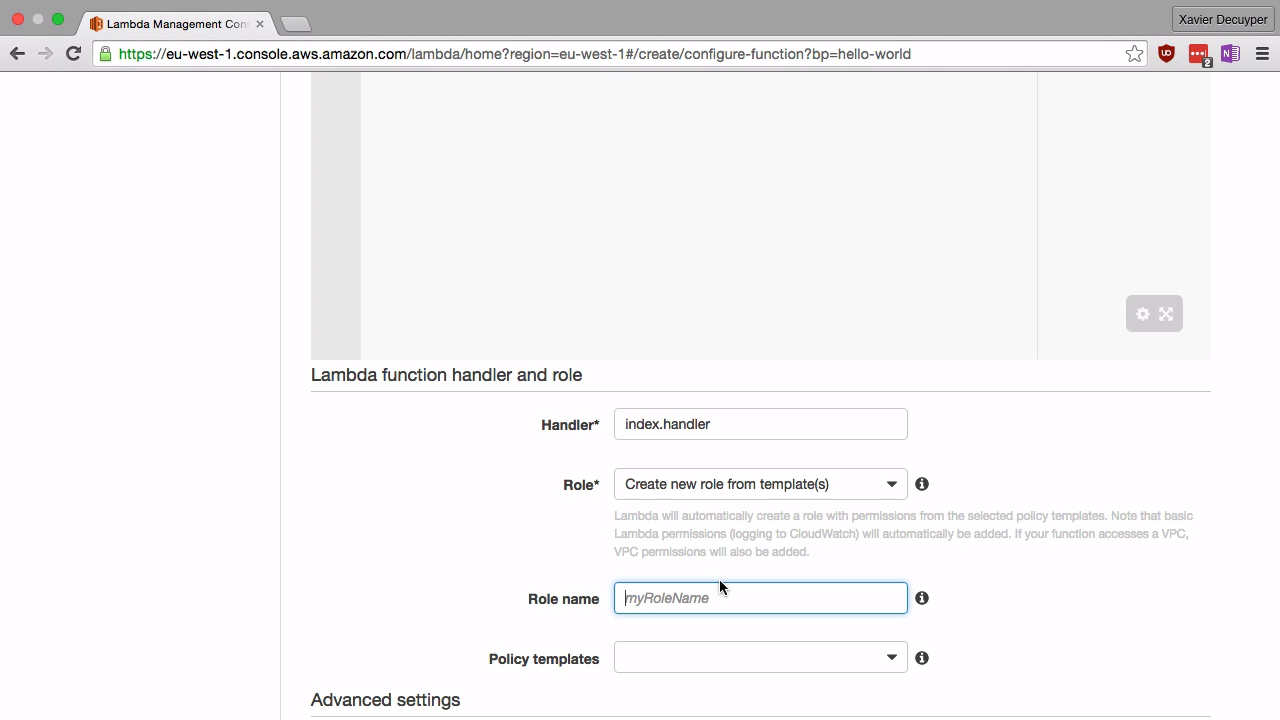 Lambda Management Con
Xavier Decuyper
https://eu-west-1.console.aws.amazon.com/lambda/home?region=eu-west-1#/create/configure-function?bp=hello-world
2
Lambda function handler and role
Handler* index.handler
Role* Create new role from template(s)
Lambda will automatically create a role with permissions from the selected policy templates. Note that basic
Lambda permissions (logging to CloudWatch) will automatically be added. If your function accesses a VPC,
VPC permissions will also be added.
Role name myRoleName
Policy templates
Advanced settings